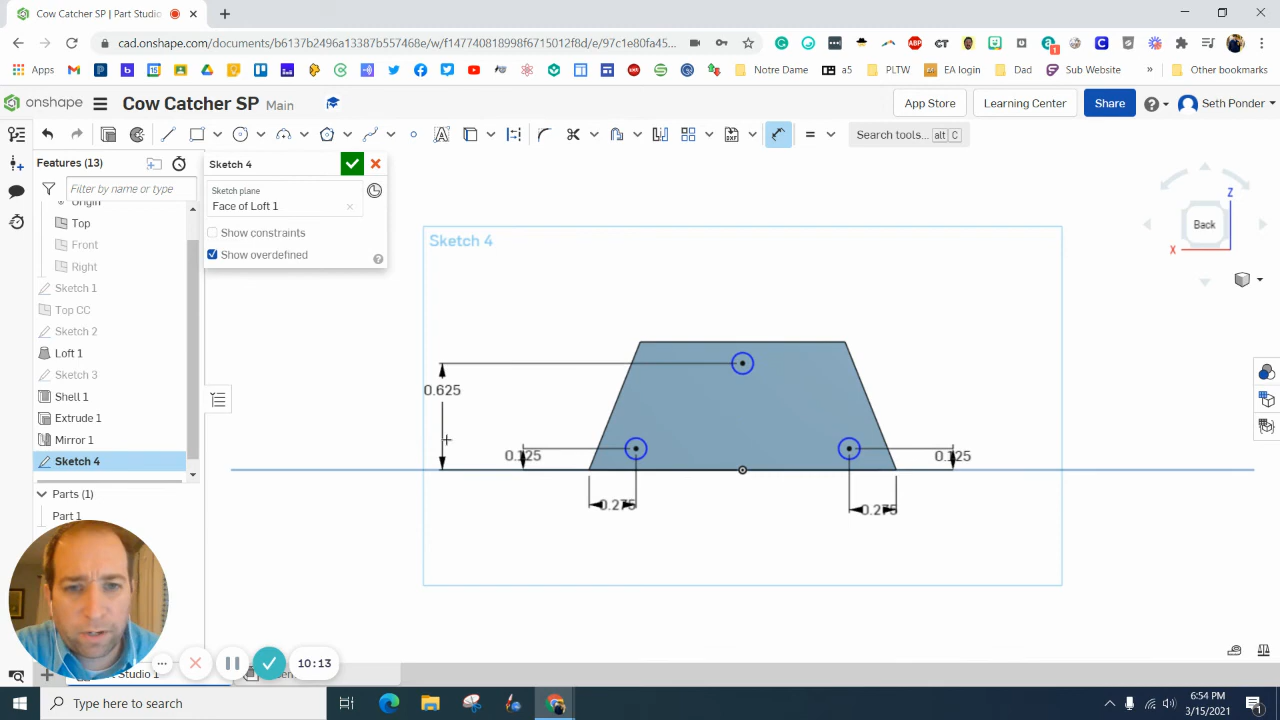 Cow Catcher SP | Part Studio
cad.onshape.com/documents/b6137b2496a13387b557468e/w/f167740818998f6715013f8d/e/97c1e80fa45...
Apps
Notre Dame
a5
PLTW
EA login
Dad
Sub Website
»
Other bookmarks
onshape
Cow Catcher SP
Main
App Store
Learning Center
Share
Seth Ponder
Search tools...
alt
C
Features (13)
Filter by name or type
Origin
Top
Front
Right
Sketch 1
Top CC
Sketch 2
Loft 1
Sketch 3
Shell 1
Extrude 1
Mirror 1
Sketch 4
Parts (1)
Part 1
Sketch 4
Sketch plane
Face of Loft 1
Show constraints
Show overdefined
Sketch 4
0.625
0.125
0.125
0.275
0.275
Z
Back
X
10:13
Type here to search
6:54 PM
3/15/2021